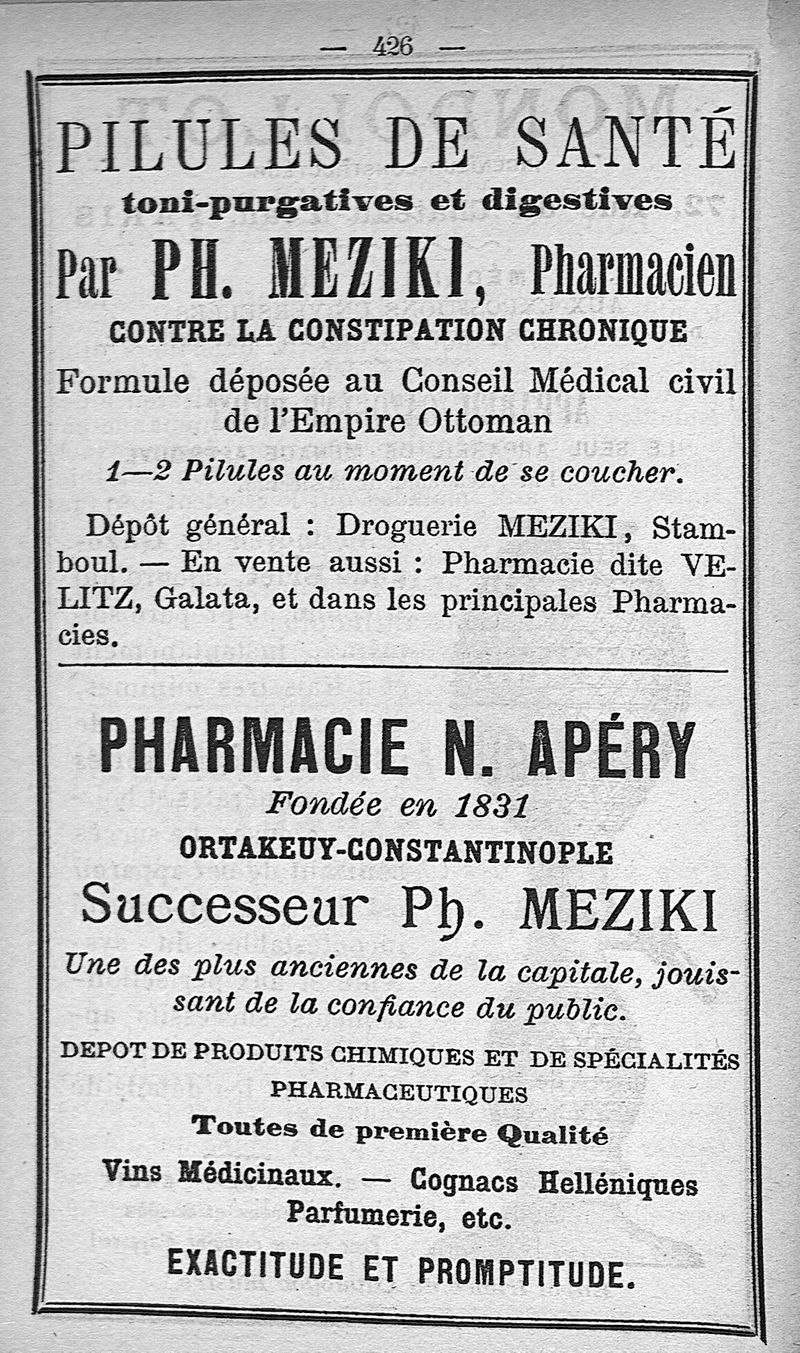 — 426 —
PILULES DE SANTÉ
toni-purgatives et digestives
Par PH. MEZIKI, Pharmacien
CONTRE LA CONSTIPATION CHRONIQUE
Formule déposée au Conseil Médical civil
de l'Empire Ottoman
1—2 Pilules au moment de se coucher.
Dépôt général : Droguerie MEZIKI, Stam-
boul. — En vente aussi : Pharmacie dite VE-
LITZ, Galata, et dans les principales Pharma-
cies.
PHARMACIE N. APÉRY
Fondée en 1831
ORTAKEUY-CONSTANTINOPLE
Successeur Ph. MEZIKI
Une des plus anciennes de la capitale, jouis-
sant de la confiance du public.
DEPOT DE PRODUITS CHIMIQUES ET DE SPÉCIALITÉS
PHARMACEUTIQUES
Toutes de première Qualité
Vins Médicinaux. — Cognacs Helléniques
Parfumerie, etc.
EXACTITUDE ET PROMPTITUDE.